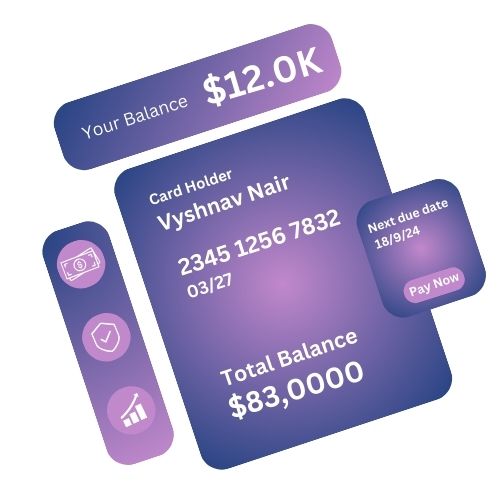 Your Balance $12.0K
Card Holder
Vyshnav Nair
2345 1256 7832
03/27
Total Balance
$83,0000
Next due date
18/9/24
Pay Now
$